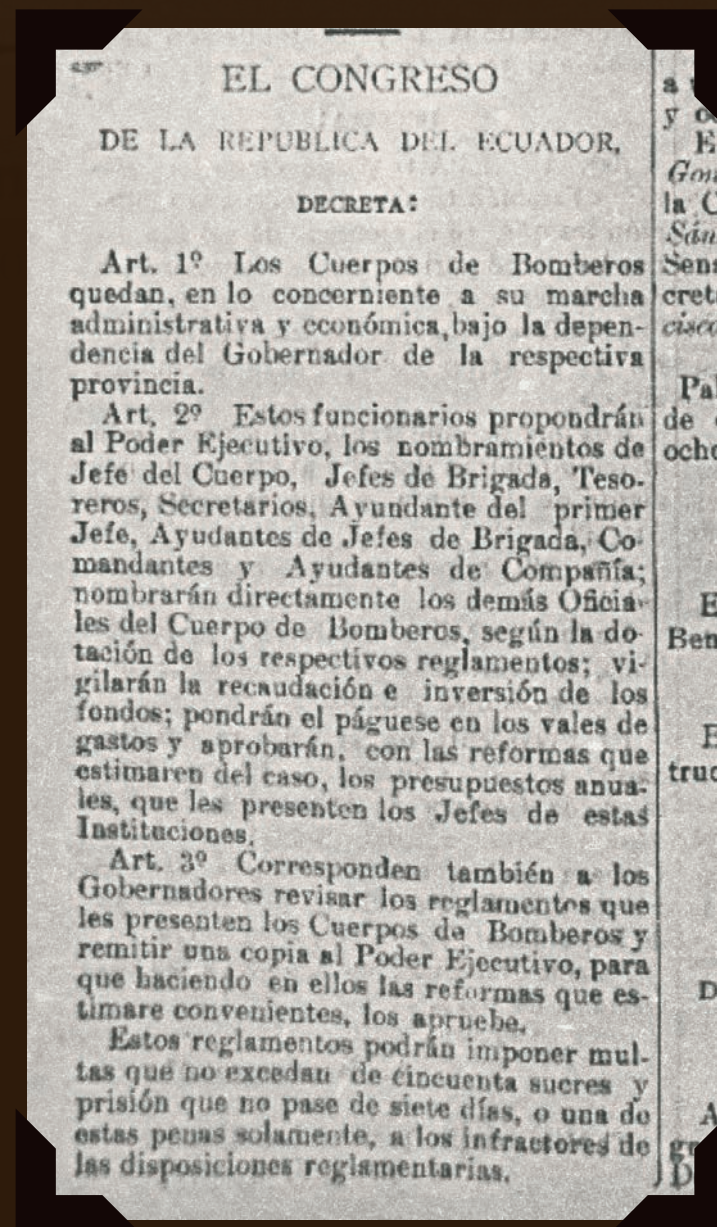 EL CONGRESO
DE LA REPUBLICA DEL ECUADOR,
DECRETA:
Art. 1º Los Cuerpos de Bomberos
quedan, en lo concerniente a su marcha
administrativa y económica, bajo la depen-
dencia del Gobernador de la respectiva
provincia.
Art. 2º Estos funcionarios propondrán
al Poder Ejecutivo, los nombramientos de
Jefe del Cuerpo, Jefes de Brigada, Teso-
reros, Secretarios, Ayundante del primer
Jefe, Ayudantes de Jefes de Brigada, Co-
mandantes y Ayudantes de Compañía;
nombrarán directamente los demás Oficia-
les del Cuerpo de Bomberos, según la do-
tación de los respectivos reglamentos; vi-
gilarán la recaudación e inversión de los
fondos; pondrán el páguese en los vales de
gastos y aprobarán, con las reformas que
estimaren del caso, los presupuestos anua-
les, que les presenten los Jefes de estas
Instituciones.
Art. 3º Corresponden también a los
Gobernadores revisar los reglamentos que
les presenten los Cuerpos de Bomberos y
remitir una copia al Poder Ejecutivo, para
que haciendo en ellos las reformas que es-
timare convenientes, los apruebe.
Estos reglamentos podrán imponer mul-
tas que no excedan de cincuenta sucres y
prisión que no pase de siete días, o una de
estas penas solamente, a los infractores de
las disposiciones reglamentarias.
y
la
de